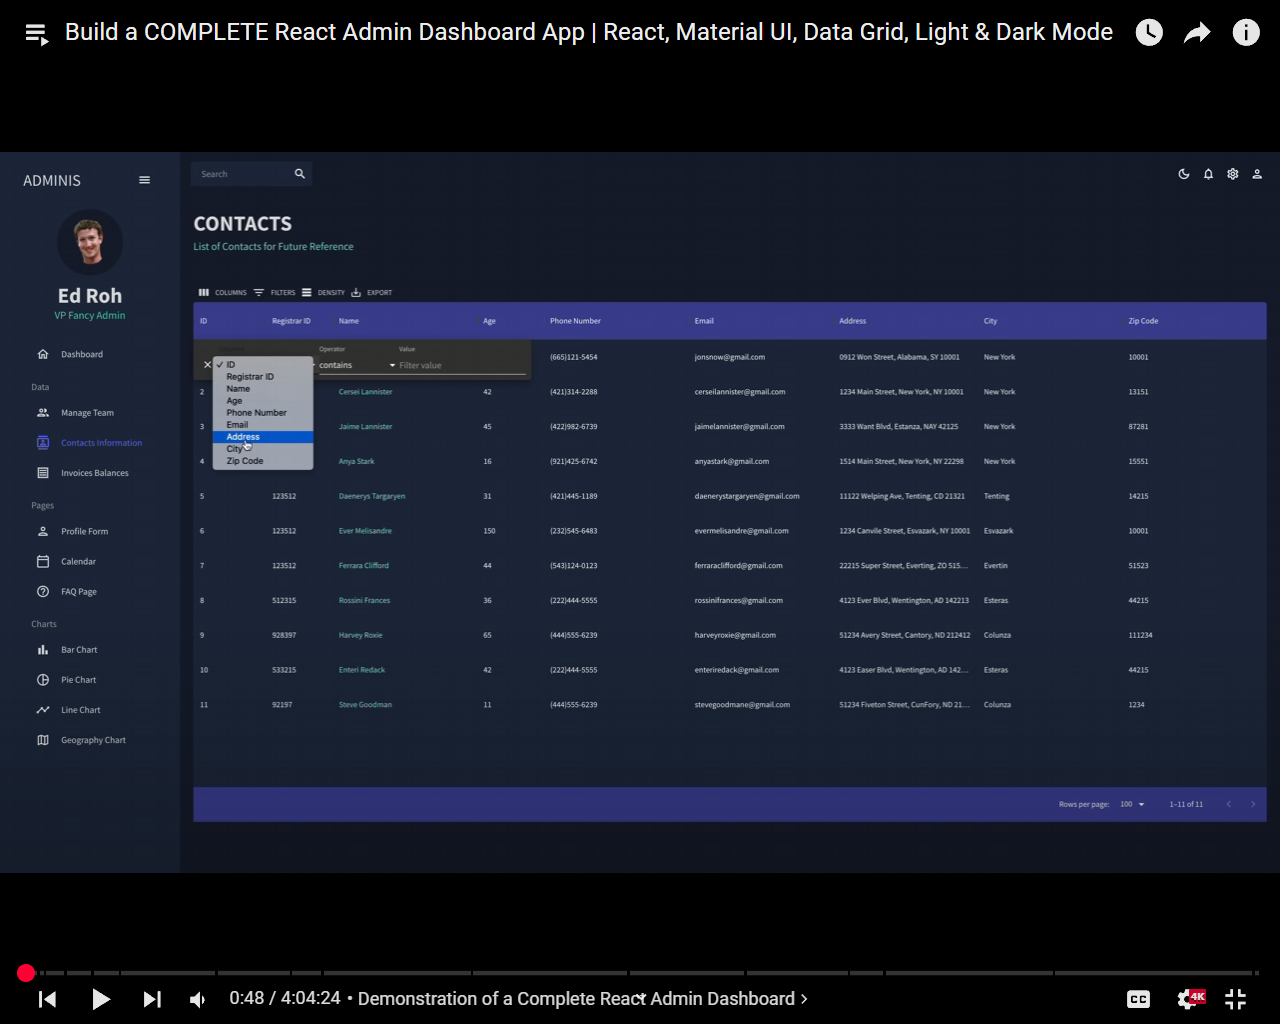 Build a COMPLETE React Admin Dashboard App | React, Material UI, Data Grid, Light & Dark Mode
ADMINIS
Search
Ed Roh
VP Fancy Admin
Dashboard
Data
Manage Team
Contacts Information
Invoices Balances
Pages
Profile Form
Calendar
FAQ Page
Charts
Bar Chart
Pie Chart
Line Chart
Geography Chart
CONTACTS
List of Contacts for Future Reference
COLUMNS FILTERS DENSITY EXPORT
ID Registrar ID Name Age Phone Number Email Address City Zip Code
Operator Value
contains Filter value
ID
Registrar ID
Name
Age
Phone Number
Email
Address
City
Zip Code
(665)121-5454 jonsnow@gmail.com 0912 Won Street, Alabama, SY 10001 New York 10001
2 Cersei Lannister 42 (421)314-2288 cerseilannister@gmail.com 1234 Main Street, New York, NY 10001 New York 13151
3 Jaime Lannister 45 (422)982-6739 jaimelannister@gmail.com 3333 Want Blvd, Estanza, NAY 42125 New York 87281
4 Anya Stark 16 (921)425-6742 anyastark@gmail.com 1514 Main Street, New York, NY 22298 New York 15551
5 123512 Daenerys Targaryen 31 (421)445-1189 daenerystargaryen@gmail.com 11122 Welping Ave, Tenting, CD 21321 Tenting 14215
6 123512 Ever Melisandre 150 (232)545-6483 evermelisandre@gmail.com 1234 Canvile Street, Esvazark, NY 10001 Esvazark 10001
7 123512 Ferrara Clifford 44 (543)124-0123 ferraraclifford@gmail.com 22215 Super Street, Everting, ZO 515... Evertin 51523
8 512315 Rossini Frances 36 (222)444-5555 rossinifrances@gmail.com 4123 Ever Blvd, Wentington, AD 142213 Esteras 44215
9 928397 Harvey Roxie 65 (444)555-6239 harveyroxie@gmail.com 51234 Avery Street, Cantory, ND 212412 Colunza 111234
10 533215 Enteri Redack 42 (222)444-5555 enteriredack@gmail.com 4123 Easer Blvd, Wentington, AD 142... Esteras 44215
11 92197 Steve Goodman 11 (444)555-6239 stevegoodmane@gmail.com 51234 Fiveton Street, CunFory, ND 21... Colunza 1234
Rows per page: 100 1–11 of 11
0:48 / 4:04:24 • Demonstration of a Complete React Admin Dashboard
CC 4K